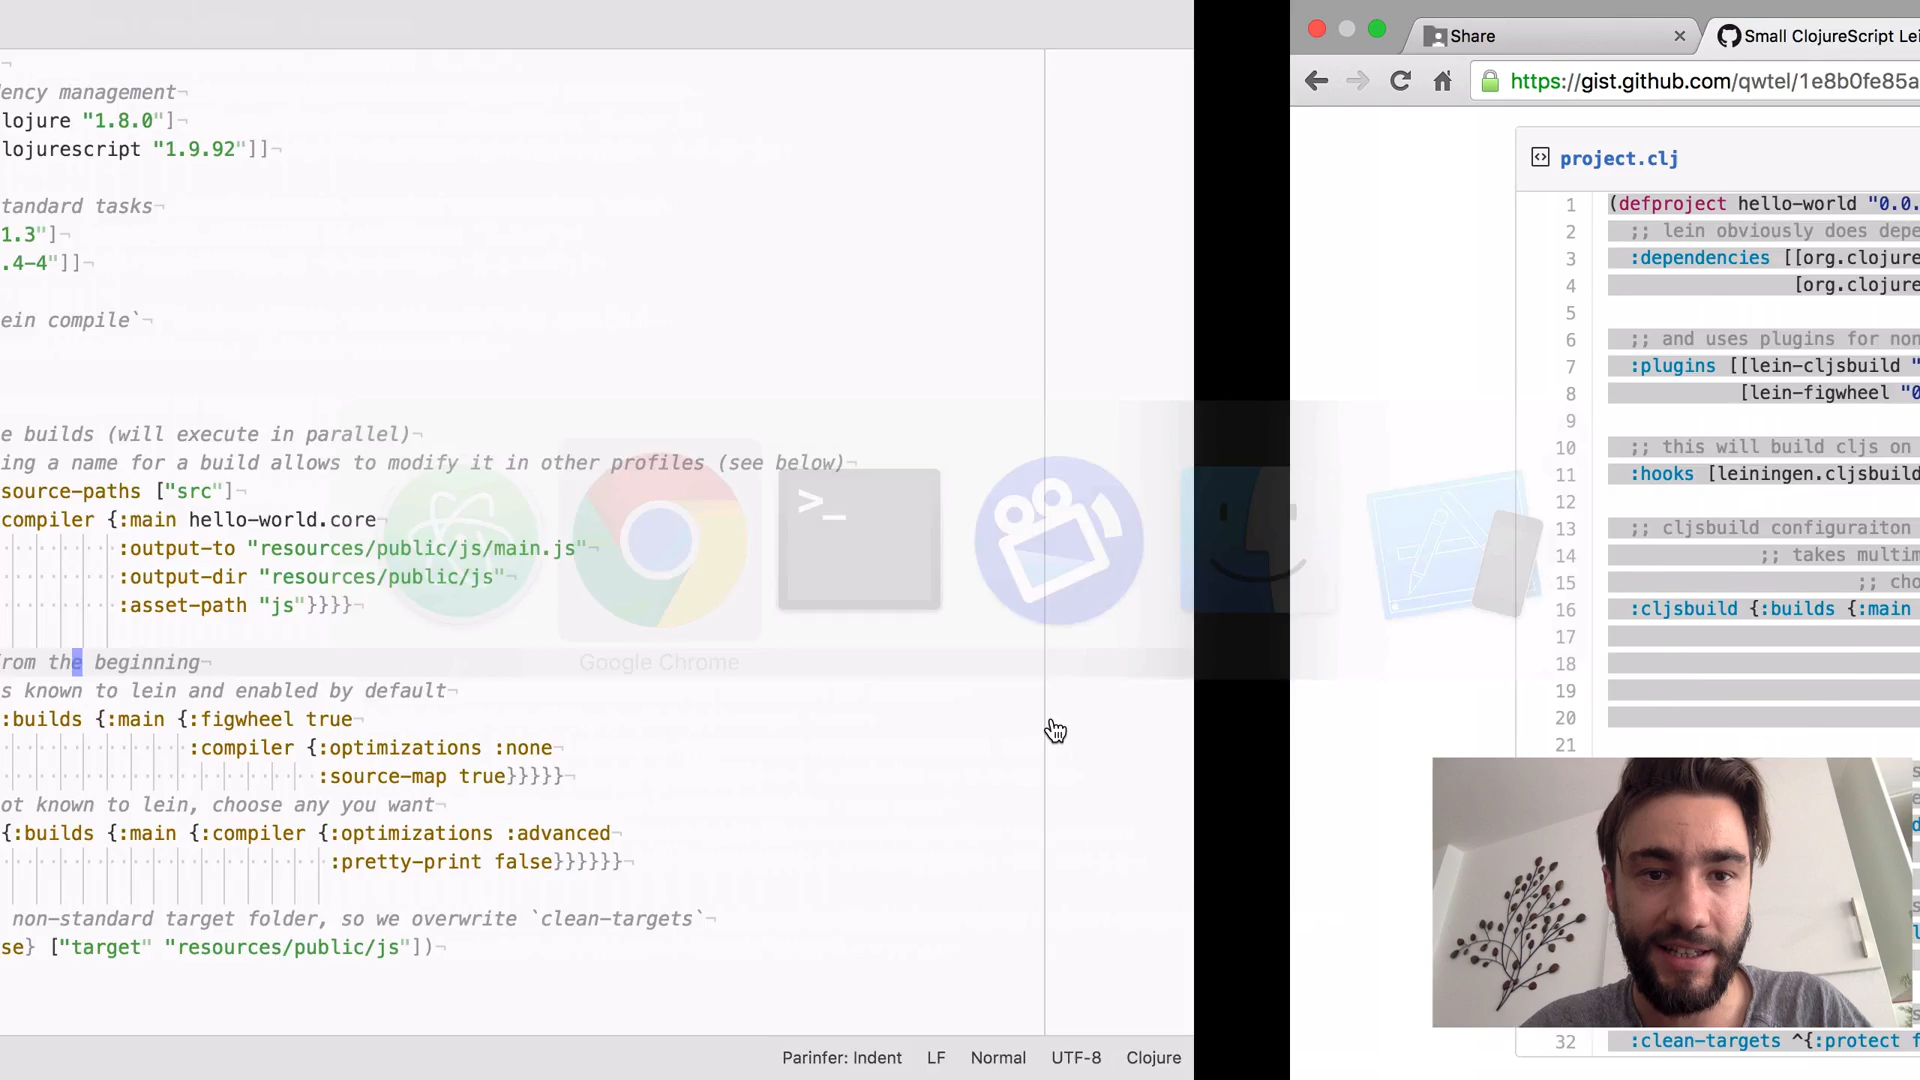 ency management¬
lojure "1.8.0"]¬
lojurescript "1.9.92"]]¬
tandard tasks¬
1.3"]¬
.4-4"]]¬
ein compile`¬
e builds (will execute in parallel)¬
ing a name for a build allows to modify it in other profiles (see below)¬
source-paths ["src"]¬
compiler {:main hello-world.core¬
:output-to "resources/public/js/main.js"¬
:output-dir "resources/public/js"¬
:asset-path "js"}}}}¬
rom the beginning¬
s known to lein and enabled by default¬
:builds {:main {:figwheel true¬
:compiler {:optimizations :none¬
:source-map true}}}}}¬
ot known to lein, choose any you want¬
{:builds {:main {:compiler {:optimizations :advanced¬
:pretty-print false}}}}}}¬
non-standard target folder, so we overwrite `clean-targets`¬
se} ["target" "resources/public/js"])¬
Parinfer: Indent LF Normal UTF-8 Clojure
Google Chrome
>_
Share
Small ClojureScript Lei
https://gist.github.com/qwtel/1e8b0fe85a
project.clj
1 (defproject hello-world "0.0.
2 ;; lein obviously does depe
3 :dependencies [[org.clojure
4 [org.clojure
5
6 ;; and uses plugins for non
7 :plugins [[lein-cljsbuild "
8 [lein-figwheel "0
9
10 ;; this will build cljs on
11 :hooks [leiningen.cljsbuild
12
13 ;; cljsbuild configuraiton
14 ;; takes multim
15 ;; cho
16 :cljsbuild {:builds {:main
17
18
19
20
21
32 :clean-targets ^{:protect f